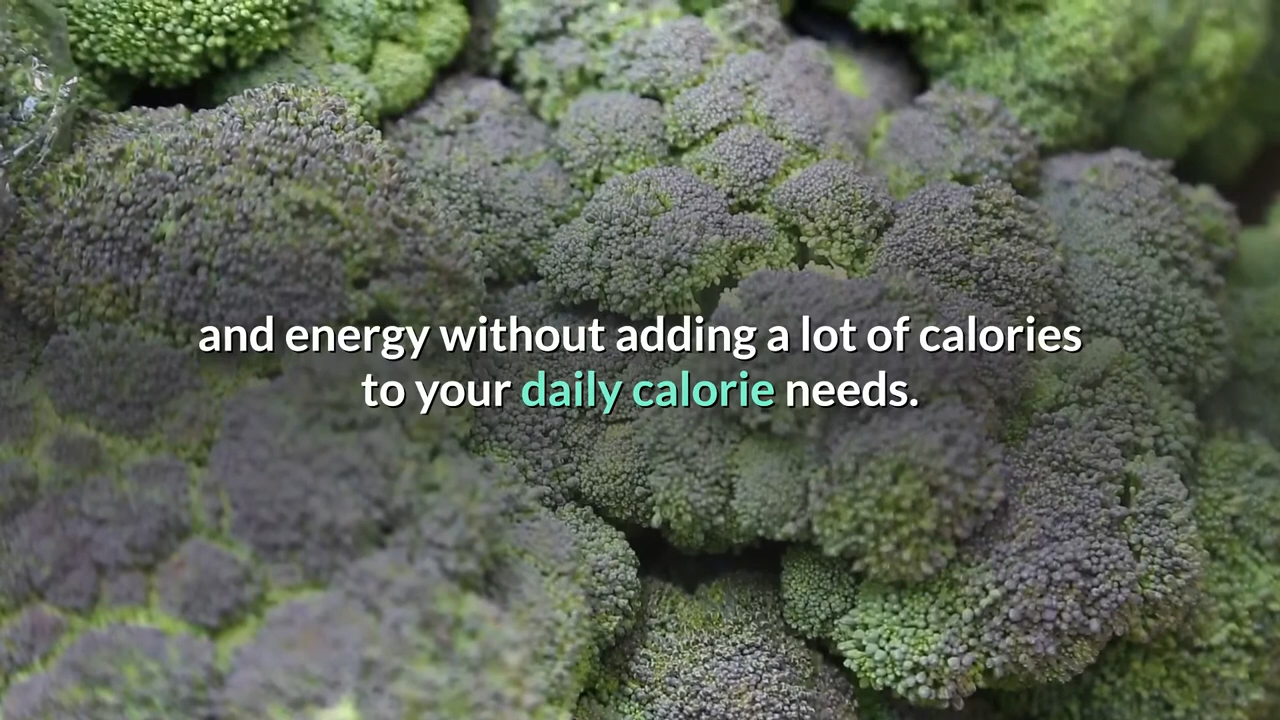 and energy without adding a lot of calories
to your daily calorie needs.